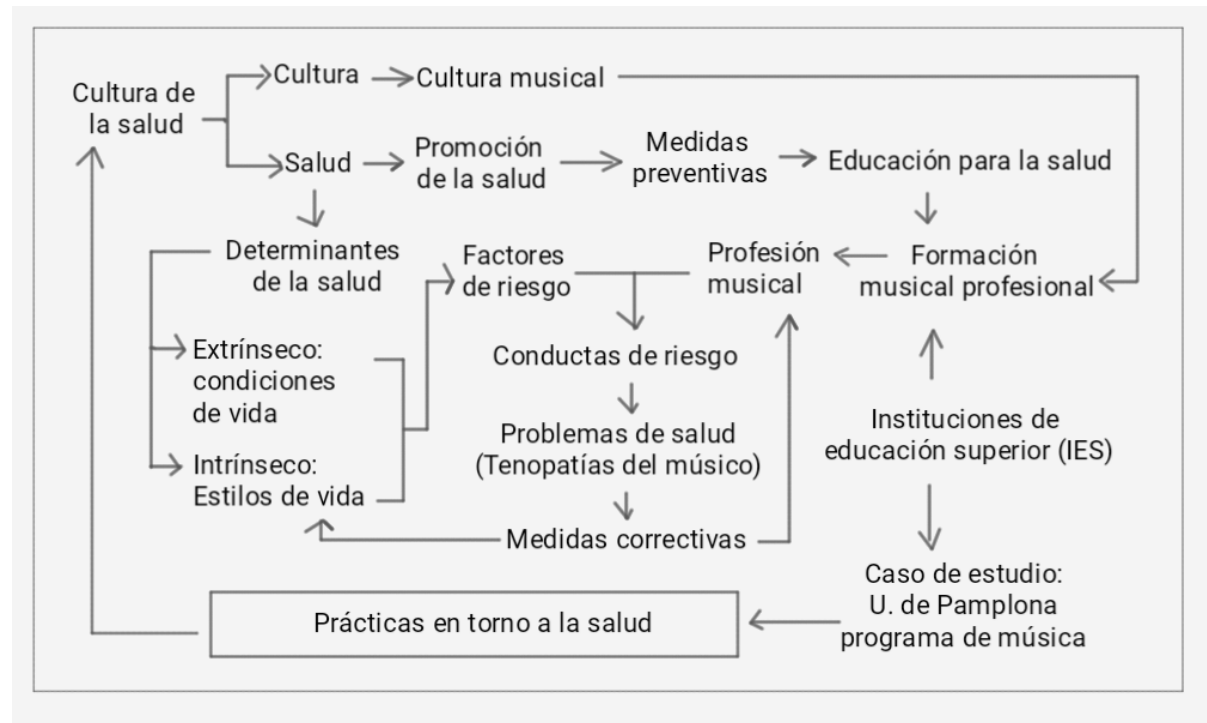 Cultura de
la salud
Cultura
Cultura musical
Salud
Promoción
de la salud
Medidas
preventivas
Educación para la salud
Determinantes
de la salud
Factores
de riesgo
Profesión
musical
Formación
musical profesional
Extrínseco:
condiciones
de vida
Conductas de riesgo
Intrínseco:
Estilos de vida
Problemas de salud
(Tenopatías del músico)
Instituciones de
educación superior (IES)
Medidas correctivas
Caso de estudio:
U. de Pamplona
programa de música
Prácticas en torno a la salud